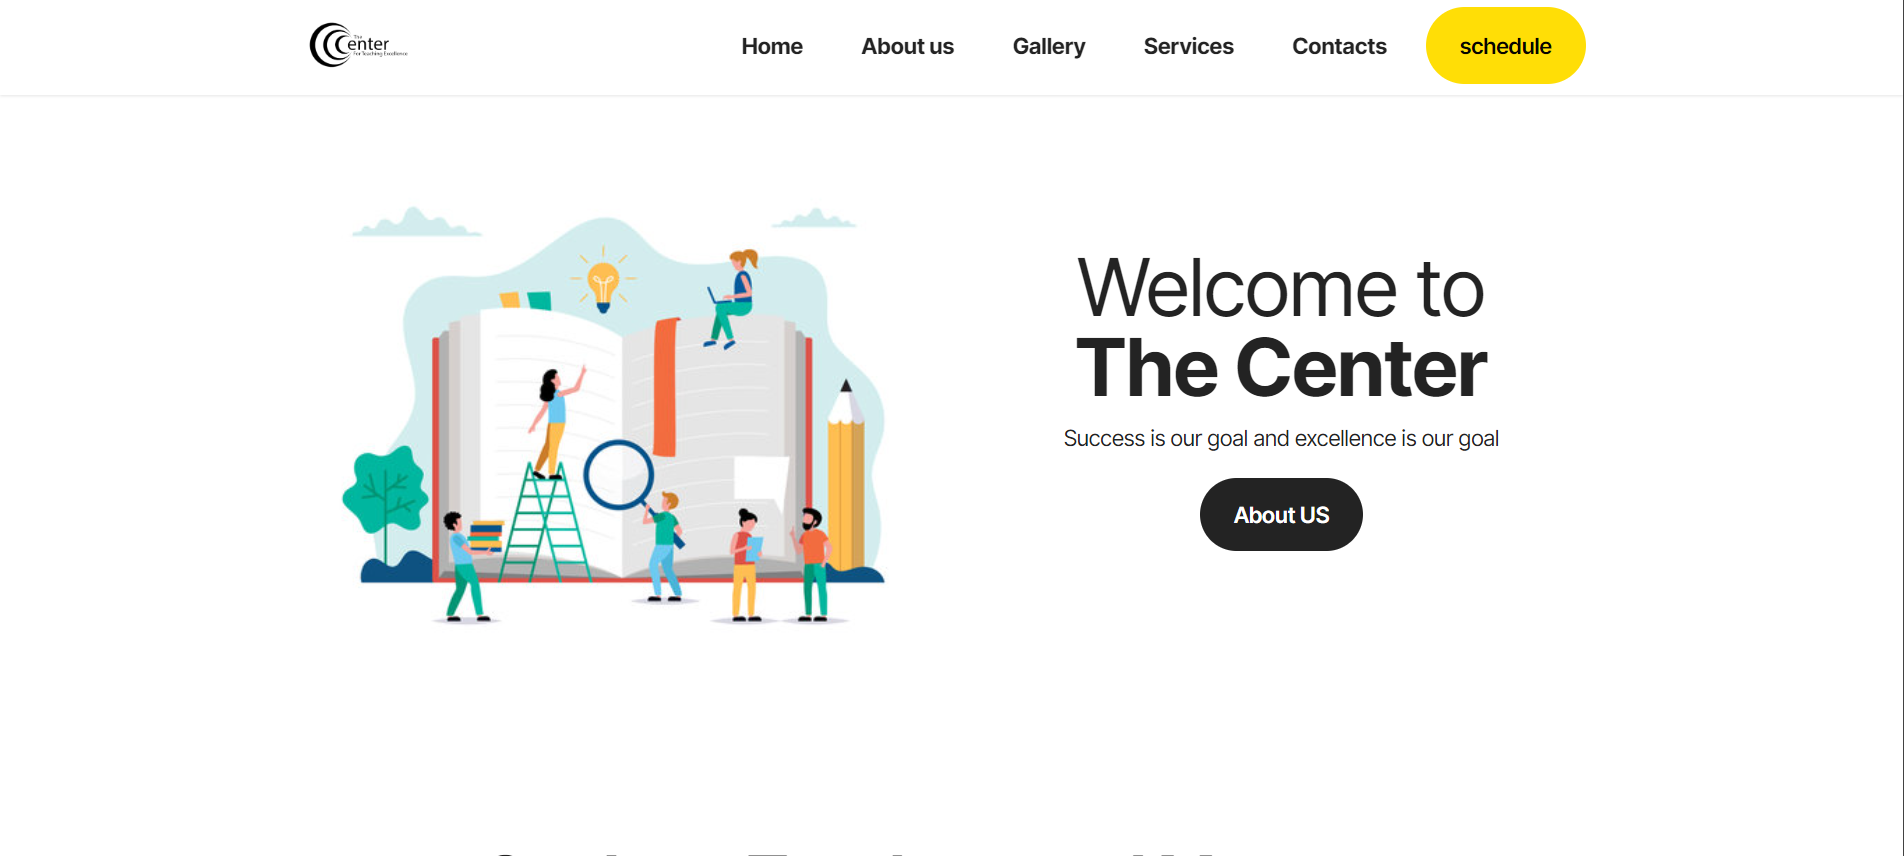 The
Center
For Teaching Excellence
Home
About us
Gallery
Services
Contacts
schedule
Welcome to
The Center
Success is our goal and excellence is our goal
About US